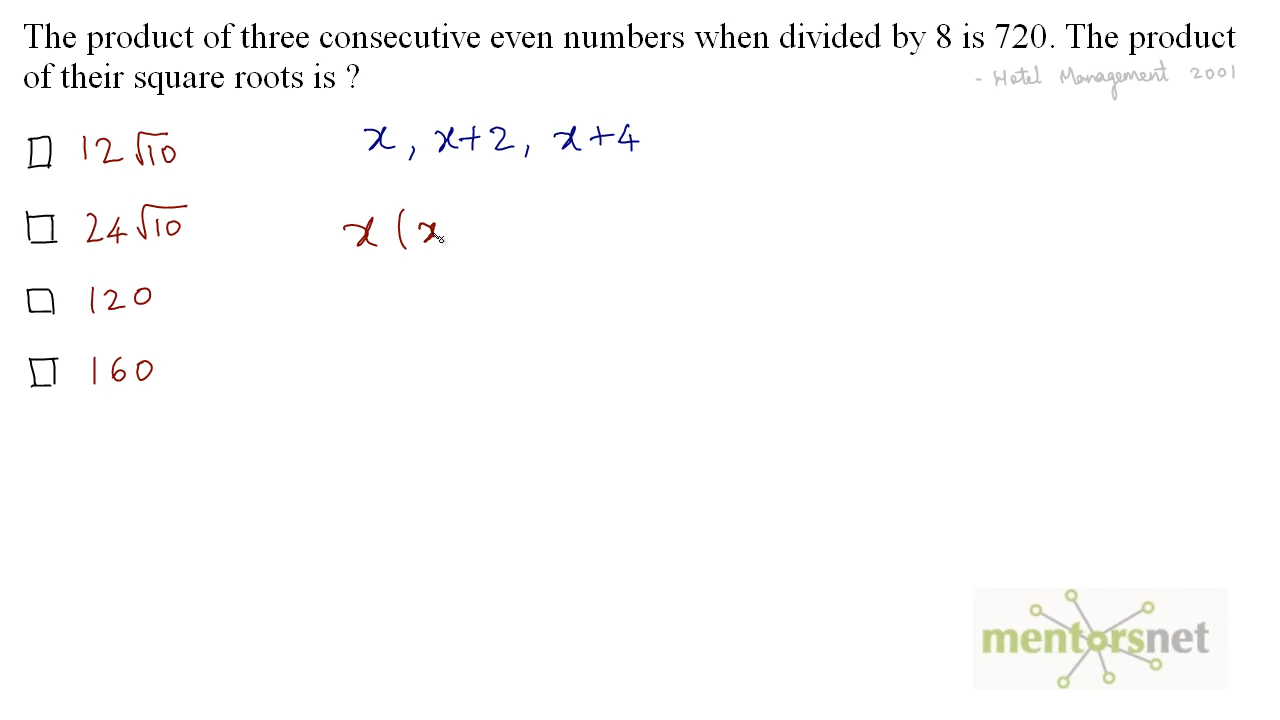 The product of three consecutive even numbers when divided by 8 is 720. The product
of their square roots is ?
- Hotel Management 2001
12√10
x, x+2, x+4
24√10
x (x
120
160
mentorsnet